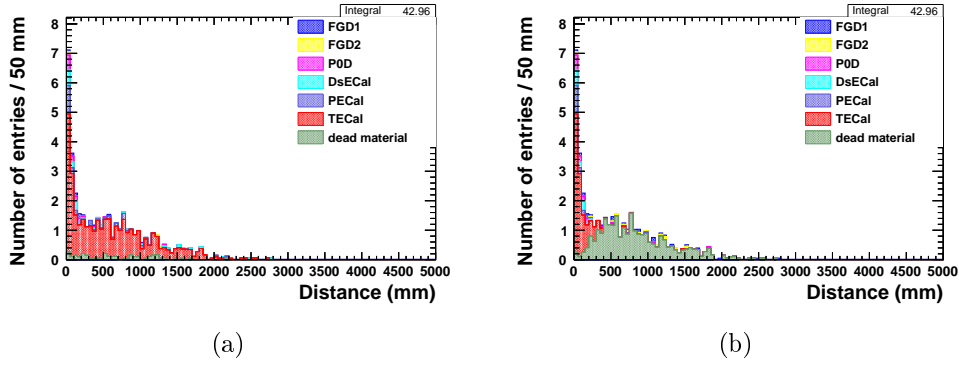 Integral 42.96
Number of entries / 50 mm
8
7
6
5
4
3
2
1
0
FGD1
FGD2
P0D
DsECal
PECal
TECal
dead material
0 500 1000 1500 2000 2500 3000 3500 4000 4500 5000
Distance (mm)
(a)
Integral 42.96
Number of entries / 50 mm
8
7
6
5
4
3
2
1
0
FGD1
FGD2
P0D
DsECal
PECal
TECal
dead material
0 500 1000 1500 2000 2500 3000 3500 4000 4500 5000
Distance (mm)
(b)